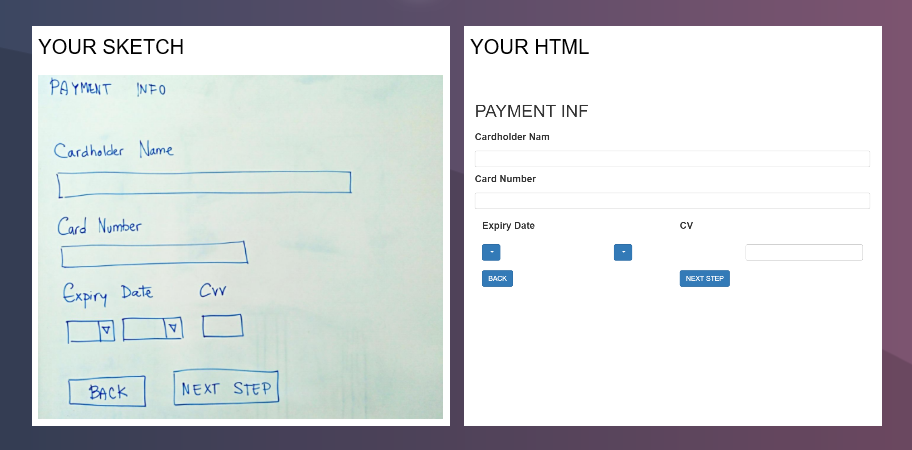 YOUR SKETCH
PAYMENT INFO
Cardholder Name
Card Number
Expiry Date CVV
BACK NEXT STEP
YOUR HTML
PAYMENT INF
Cardholder Nam
Card Number
Expiry Date CV
BACK NEXT STEP